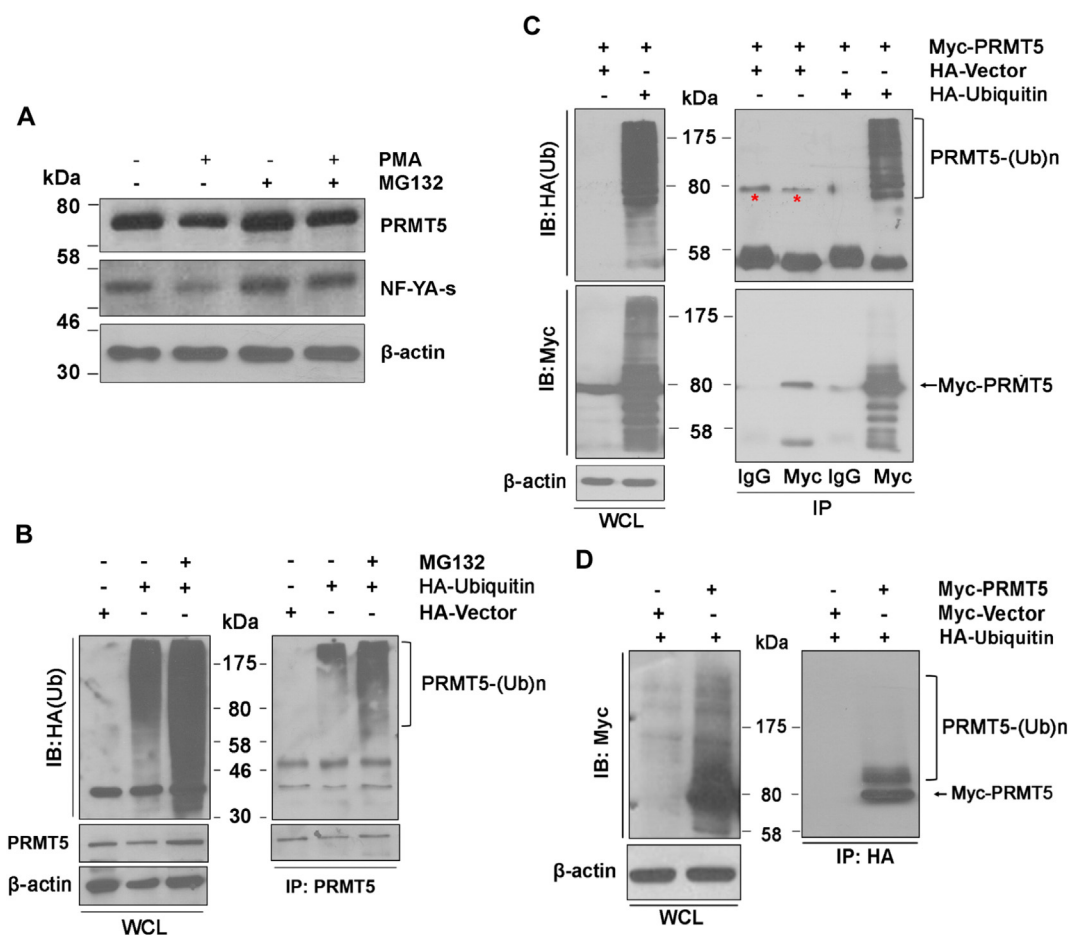 A
- + - + PMA
kDa - - + + MG132
80
PRMT5
58
NF-YA-s
46
β-actin
30
B
- - + - - + MG132
- + + - + + HA-Ubiquitin
+ - - + - - HA-Vector
kDa
IB:HA(Ub)
175
PRMT5-(Ub)n
80
58
46
30
PRMT5
β-actin
WCL
IP: PRMT5
C
+ + + + + + Myc-PRMT5
+ - + + - - HA-Vector
- + - - + + HA-Ubiquitin
kDa
IB:HA(Ub)
175
PRMT5-(Ub)n
80
* *
58
IB:Myc
175
80
←Myc-PRMT5
58
β-actin
IgG Myc IgG Myc
WCL
IP
D
- + - + Myc-PRMT5
+ - + - Myc-Vector
+ + + + HA-Ubiquitin
kDa
IB: Myc
PRMT5-(Ub)n
175
80
← Myc-PRMT5
58
IP: HA
β-actin
WCL